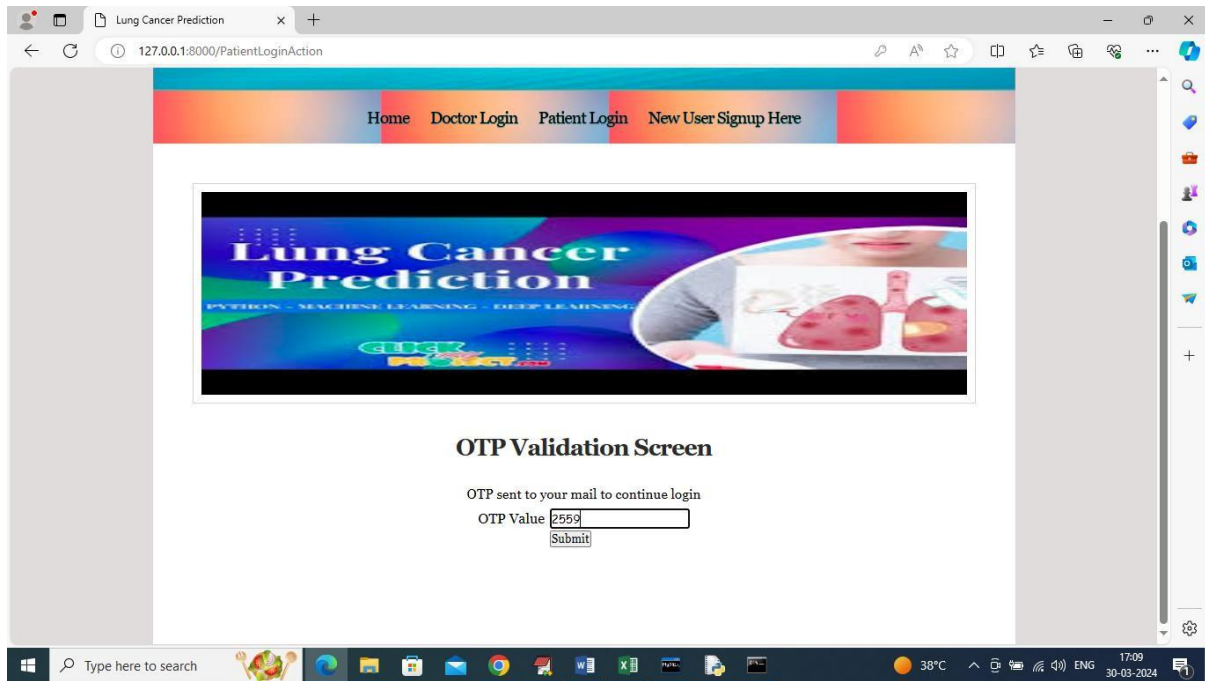 Lung Cancer Prediction
127.0.0.1:8000/PatientLoginAction
Home Doctor Login Patient Login New User Signup Here
Lung Cancer
Prediction
PYTHON - MACHINE LEARNING - DEEP LEARNING
CLICK
PROJECT
OTP Validation Screen
OTP sent to your mail to continue login
OTP Value 2559
Submit
Type here to search
38°C ENG 17:09
30-03-2024